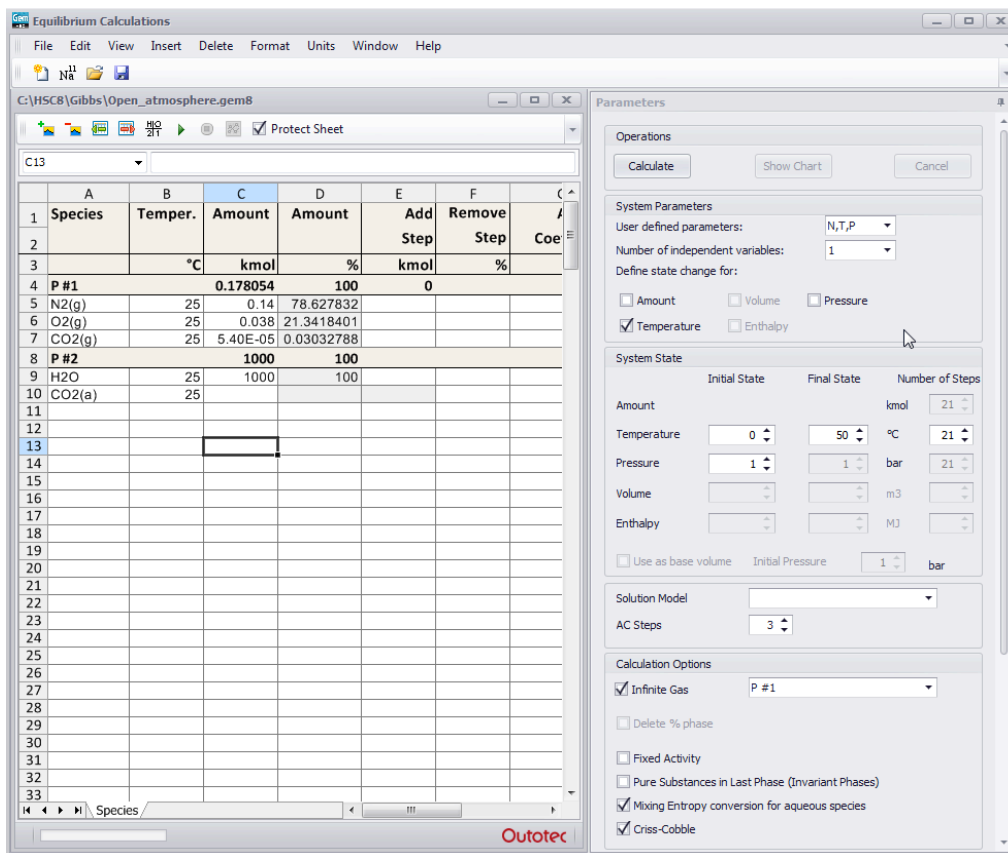 Gem
Equilibrium Calculations
File Edit View Insert Delete Format Units Window Help
Na 11
C:\HSC8\Gibbs\Open_atmosphere.gem8
Protect Sheet
C13
A B C D E F
1 Species Temper. Amount Amount Add Remove
2 Step Step Coe
3 °C kmol % kmol %
4 P #1 0.178054 100 0
5 N2(g) 25 0.14 78.627832
6 O2(g) 25 0.038 21.3418401
7 CO2(g) 25 5.40E-05 0.03032788
8 P #2 1000 100
9 H2O 25 1000 100
10 CO2(a) 25
11
12
13
14
15
16
17
18
19
20
21
22
23
24
25
26
27
28
29
30
31
32
33
Species
Outotec
Parameters
Operations
Calculate Show Chart Cancel
System Parameters
User defined parameters: N,T,P
Number of independent variables: 1
Define state change for:
Amount Volume Pressure
Temperature Enthalpy
System State
Initial State Final State Number of Steps
Amount kmol 21
Temperature 0 50 °C 21
Pressure 1 1 bar 21
Volume m3
Enthalpy MJ
Use as base volume Initial Pressure 1 bar
Solution Model
AC Steps 3
Calculation Options
Infinite Gas P #1
Delete % phase
Fixed Activity
Pure Substances in Last Phase (Invariant Phases)
Mixing Entropy conversion for aqueous species
Criss-Cobble